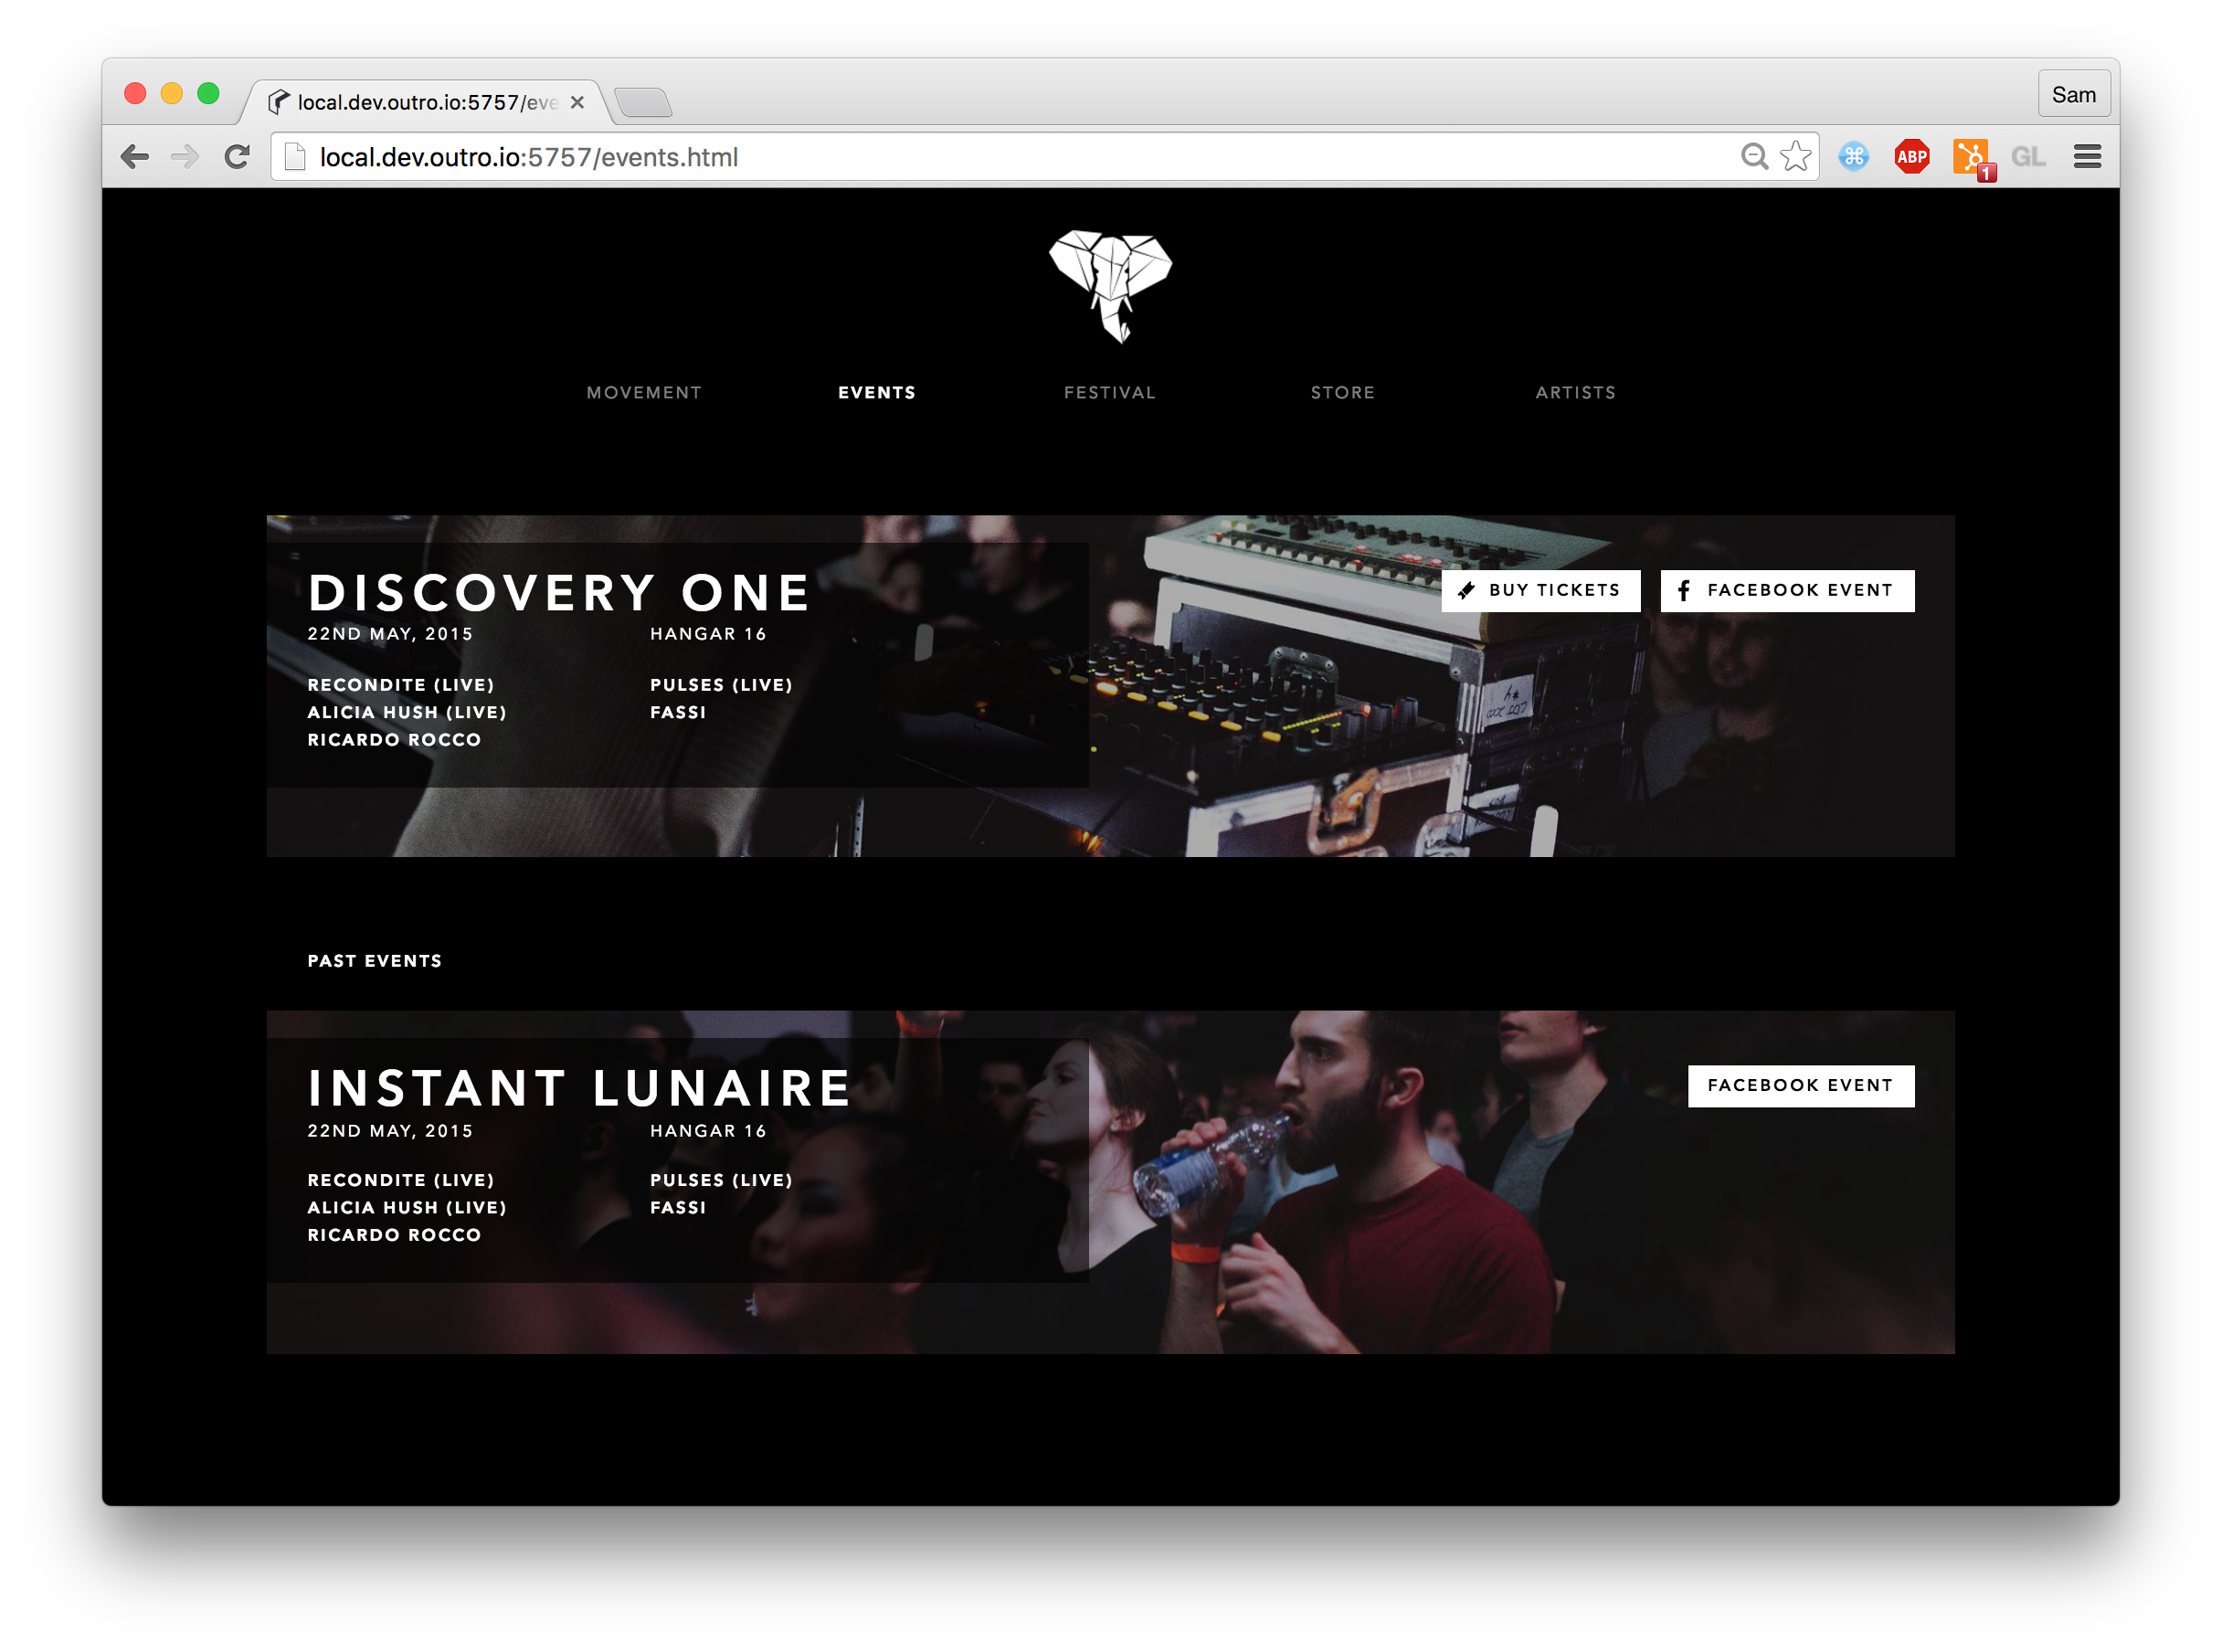 local.dev.outro.io:5757/eve
Sam
local.dev.outro.io:5757/events.html
ABP
1
GL
MOVEMENT EVENTS FESTIVAL STORE ARTISTS
DISCOVERY ONE
BUY TICKETS FACEBOOK EVENT
22ND MAY, 2015 HANGAR 16
RECONDITE (LIVE) PULSES (LIVE)
ALICIA HUSH (LIVE) FASSI
RICARDO ROCCO
PAST EVENTS
INSTANT LUNAIRE
FACEBOOK EVENT
22ND MAY, 2015 HANGAR 16
RECONDITE (LIVE) PULSES (LIVE)
ALICIA HUSH (LIVE) FASSI
RICARDO ROCCO